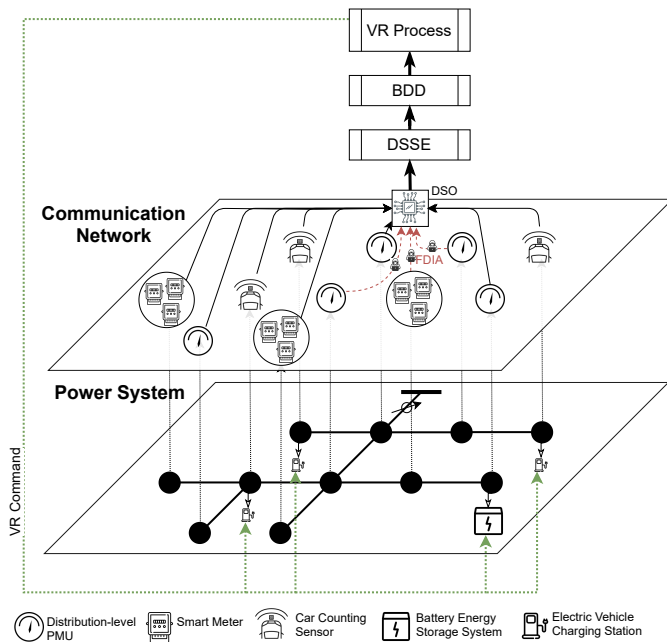 VR Process
BDD
DSSE
DSO
Communication
Network
FDIA
Power System
VR Command
Distribution-level
PMU
Smart Meter
Car Counting
Sensor
Battery Energy
Storage System
Electric Vehicle
Charging Station